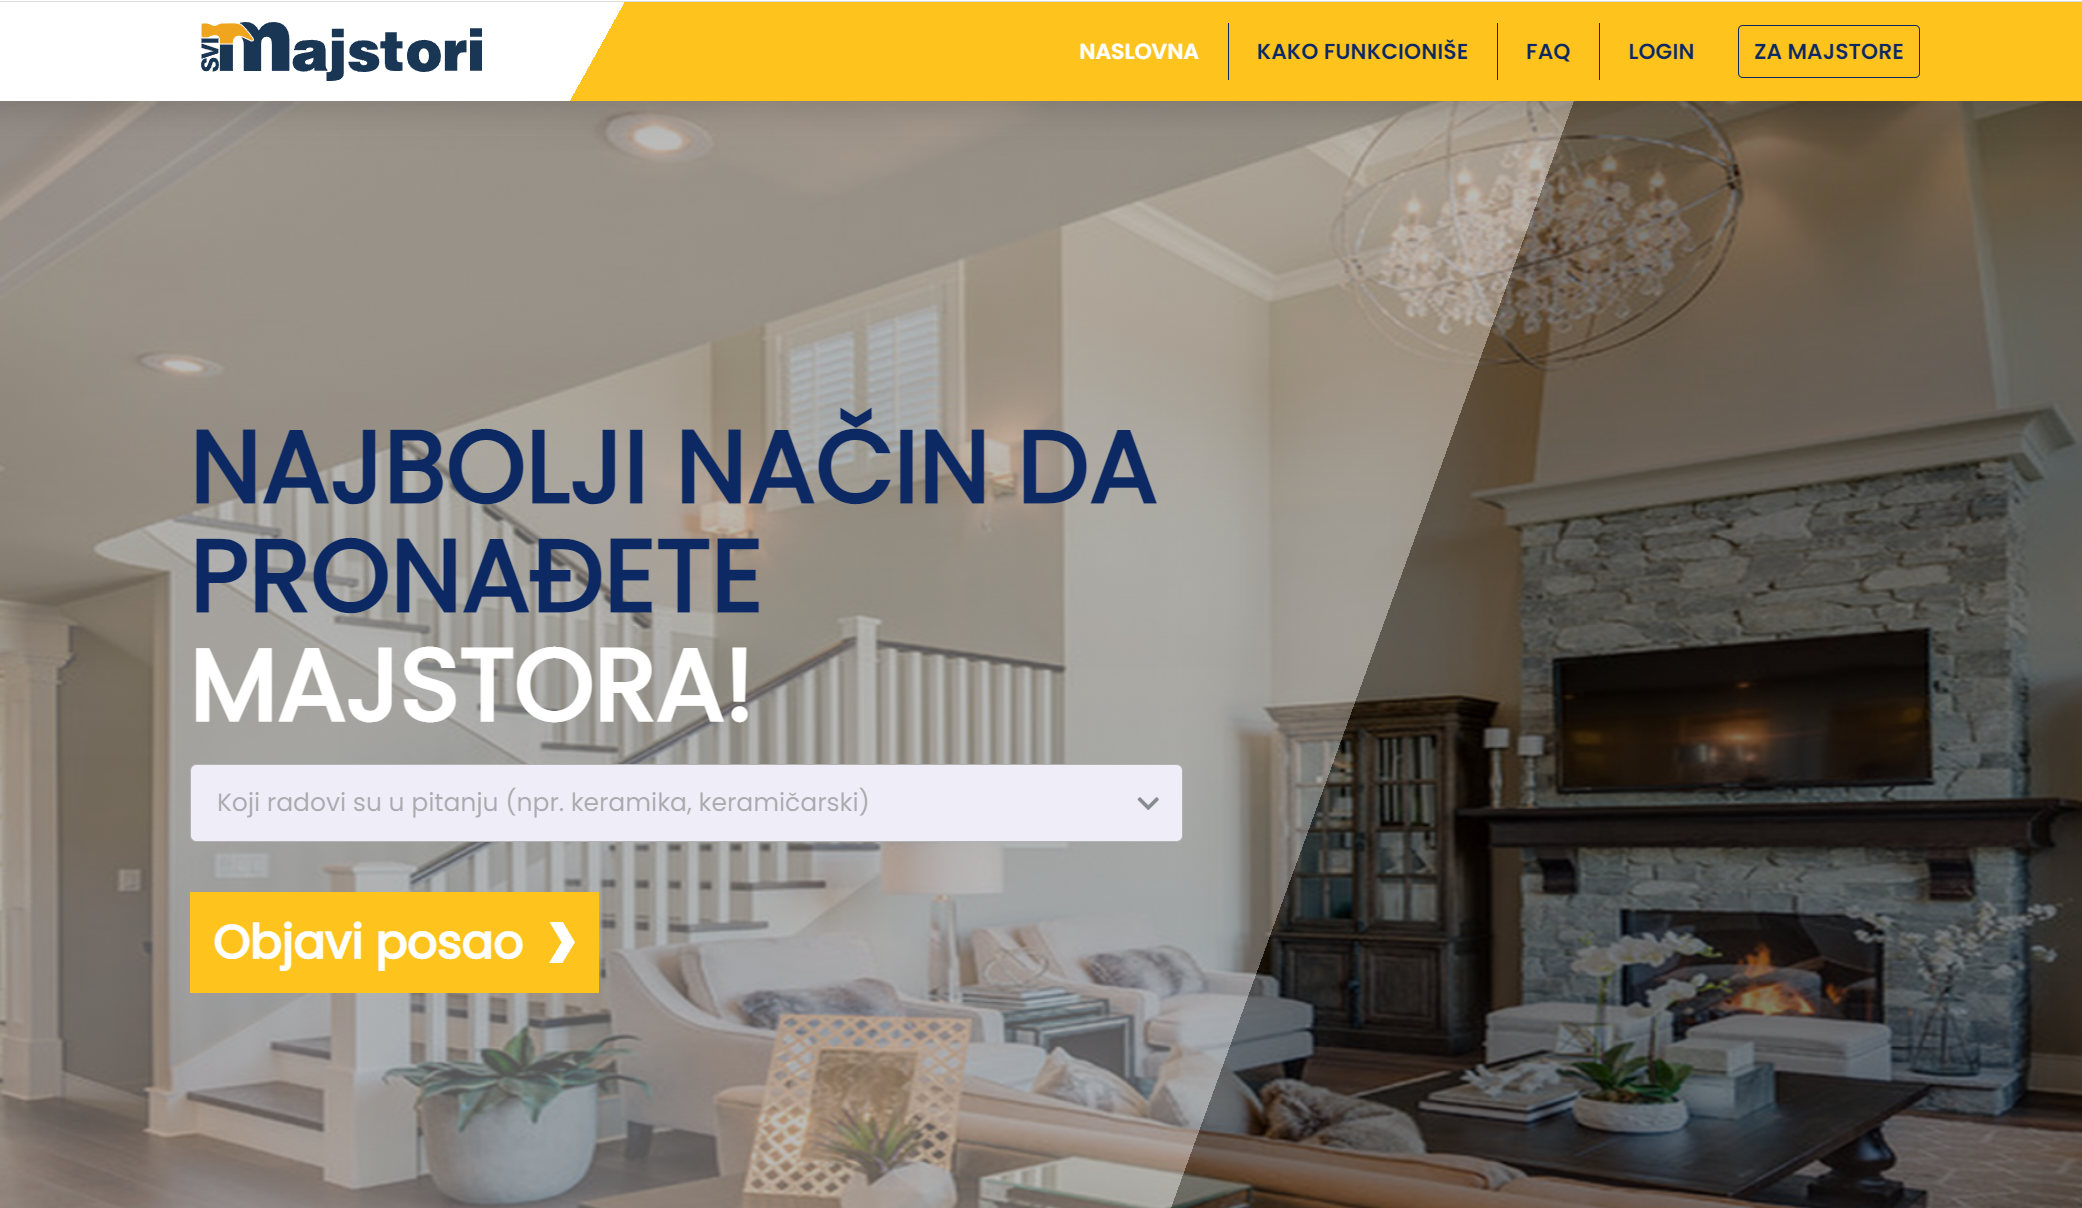 SVI Majstori
NASLOVNA
KAKO FUNKCIONIŠE
FAQ
LOGIN
ZA MAJSTORE
NAJBOLJI NAČIN DA
PRONAĐETE
MAJSTORA!
Koji radovi su u pitanju (npr. keramika, keramičarski)
Objavi posao